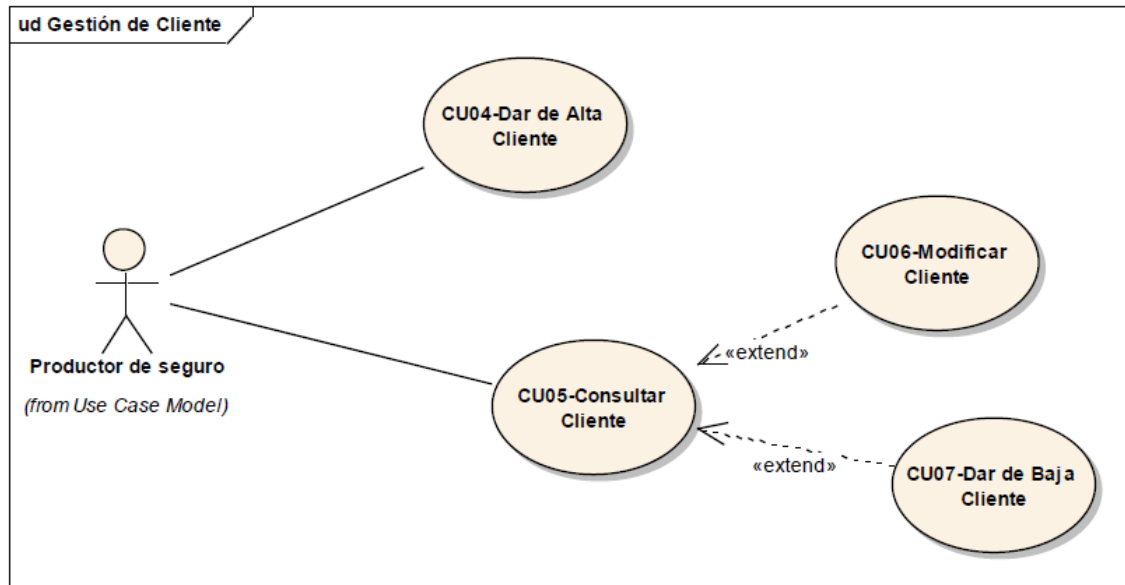 ud Gestión de Cliente
CU04-Dar de Alta
Cliente
CU06-Modificar
Cliente
Productor de seguro
(from Use Case Model)
«extend»
CU05-Consultar
Cliente
«extend»
CU07-Dar de Baja
Cliente